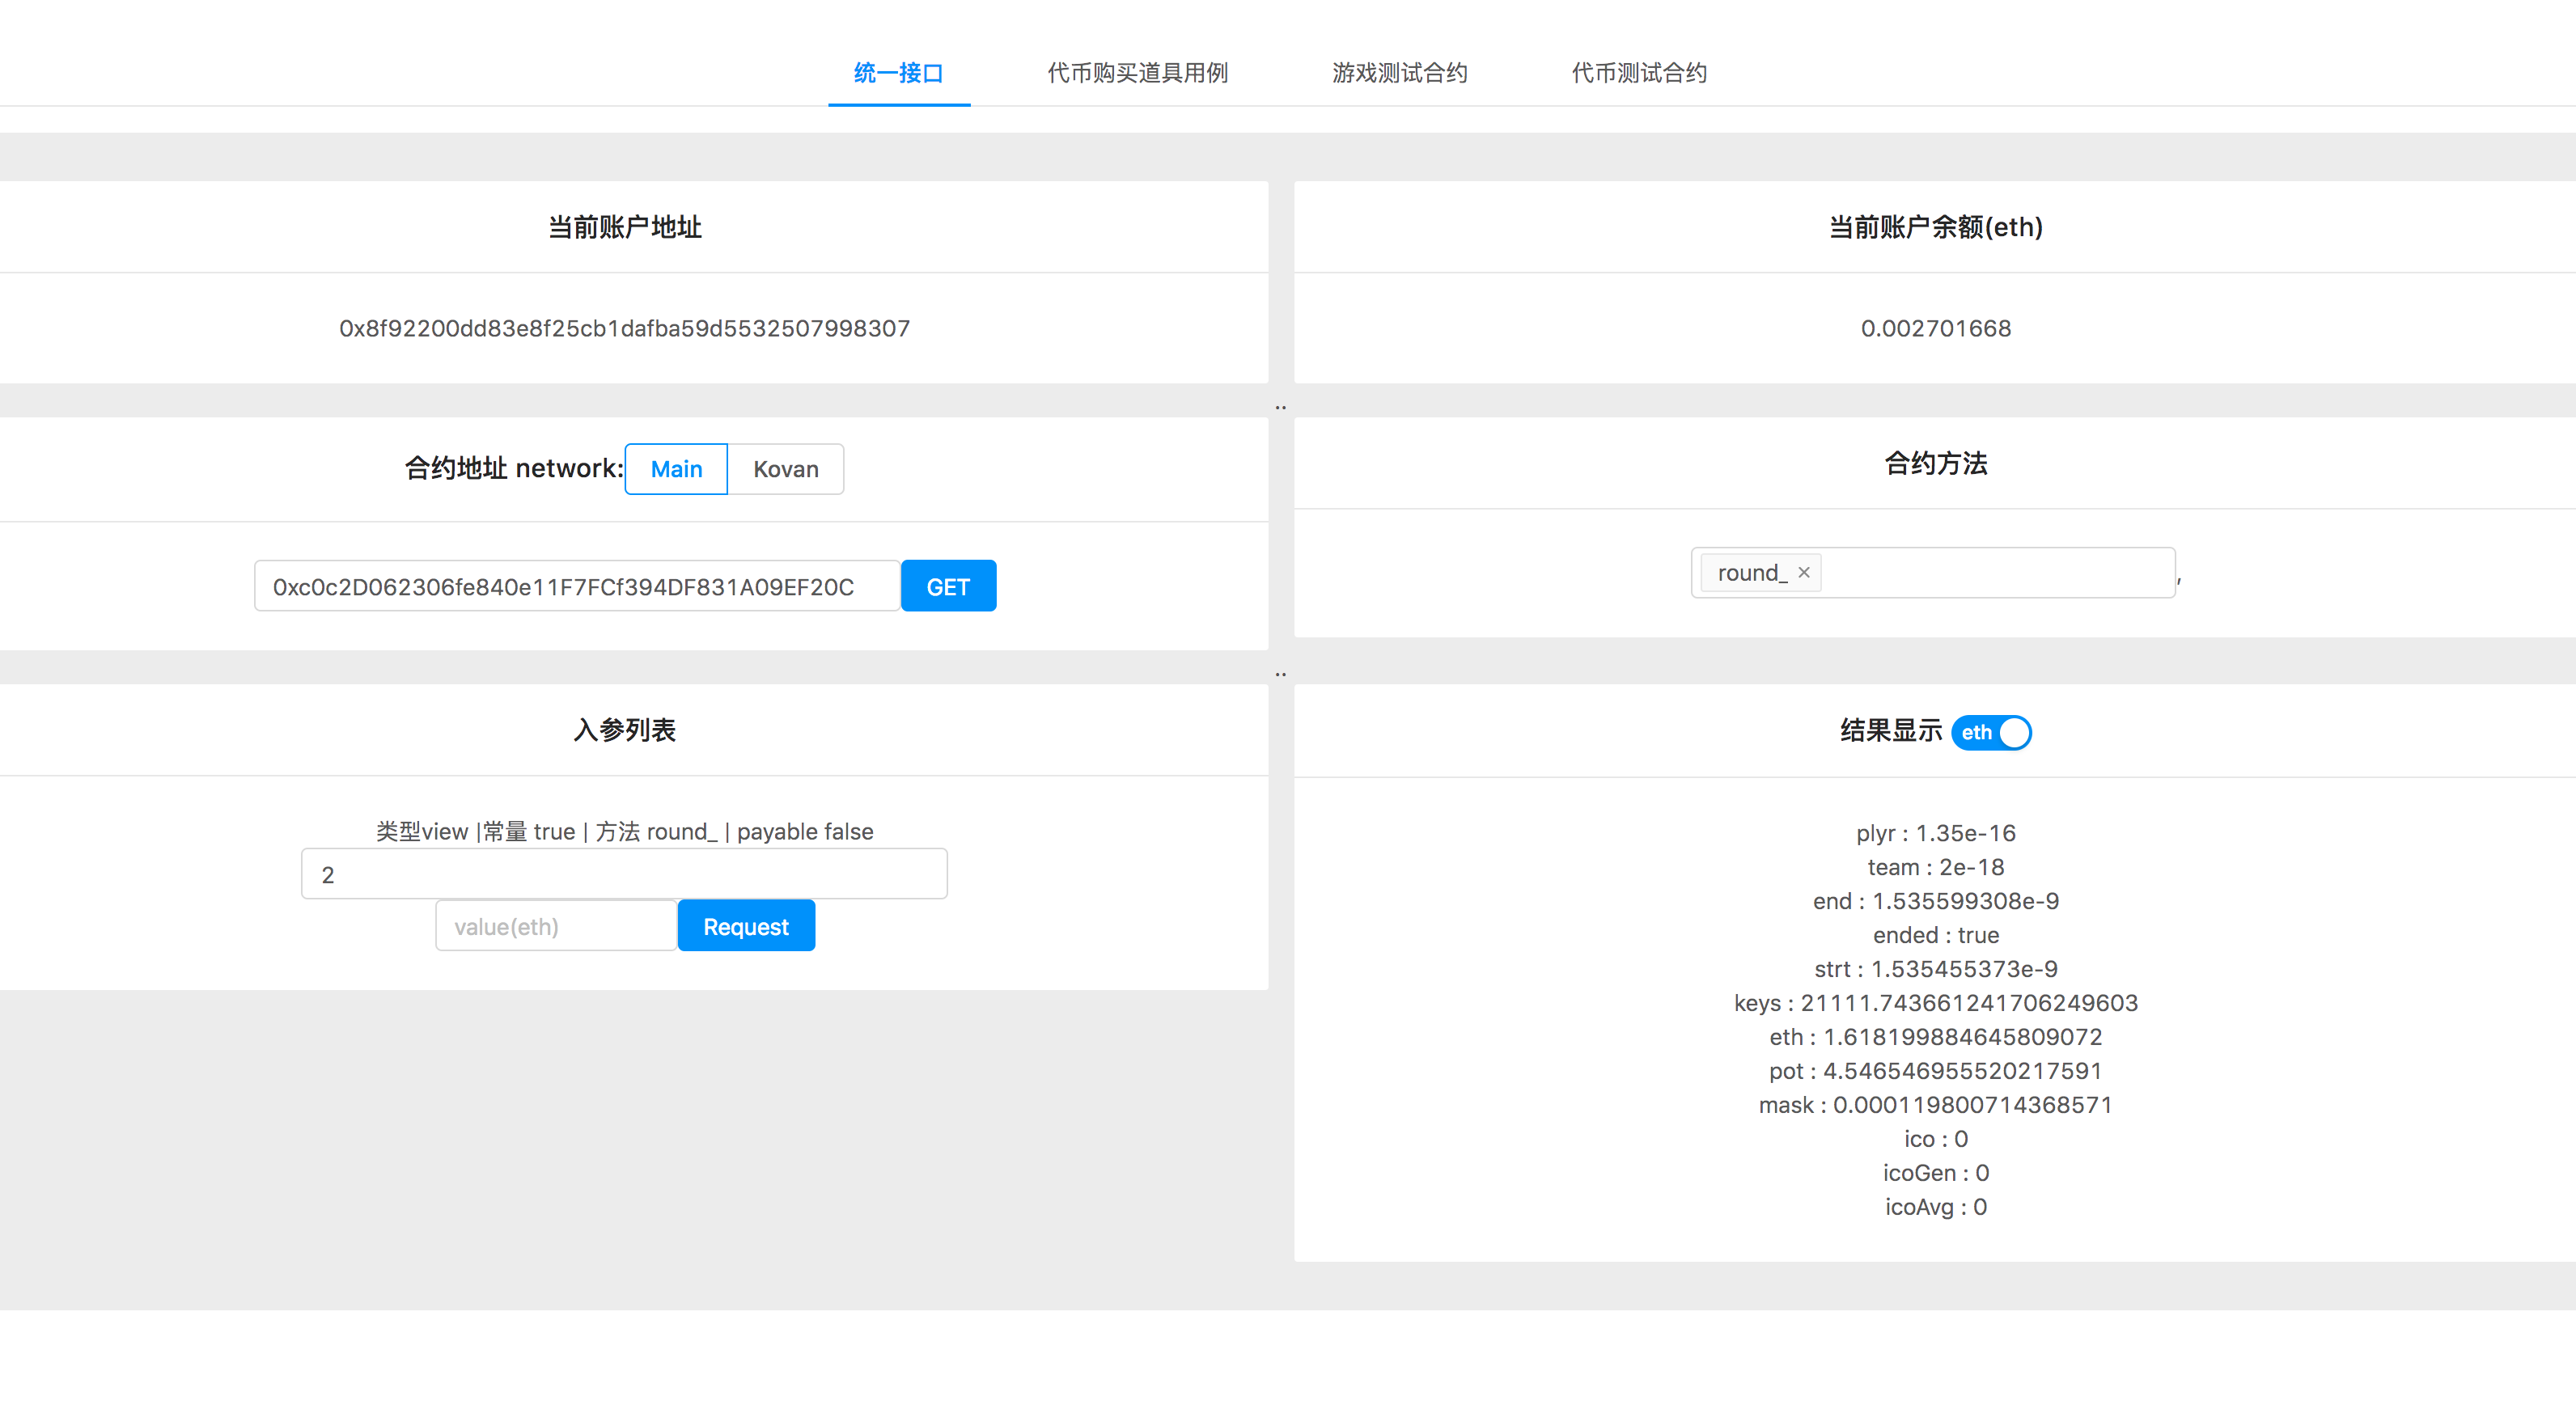 统一接口 代币购买道具用例 游戏测试合约 代币测试合约
当前账户地址
0x8f92200dd83e8f25cb1dafba59d5532507998307
当前账户余额(eth)
0.002701668
..
合约地址 network: Main Kovan
0xc0c2D062306fe840e11F7FCf394DF831A09EF20C GET
合约方法
round_ × ,
..
入参列表
类型view |常量 true | 方法 round_ | payable false
2
value(eth) Request
结果显示 eth
plyr : 1.35e-16
team : 2e-18
end : 1.535599308e-9
ended : true
strt : 1.535455373e-9
keys : 21111.743661241706249603
eth : 1.618199884645809072
pot : 4.546546955520217591
mask : 0.000119800714368571
ico : 0
icoGen : 0
icoAvg : 0